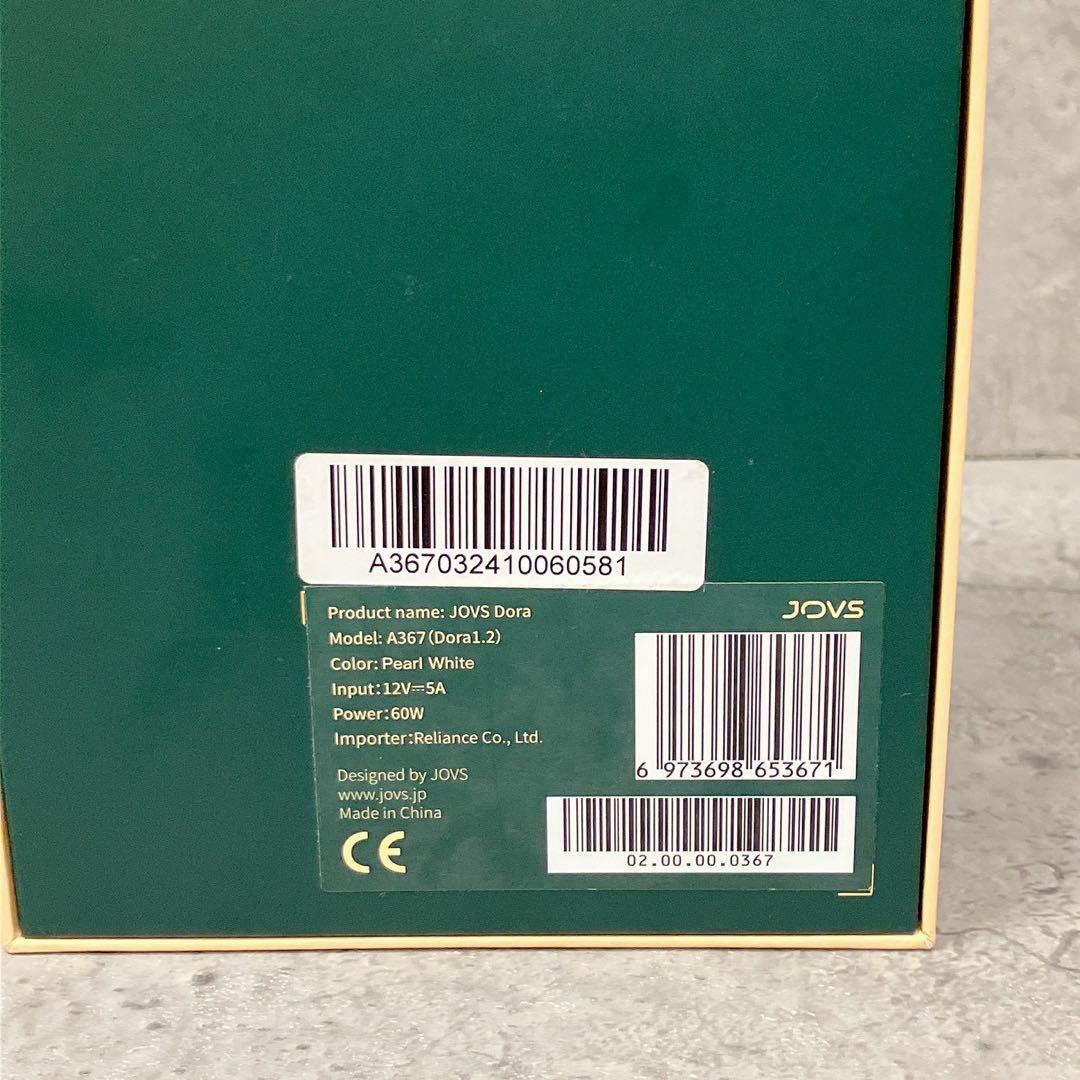 A367032410060581
Product name: JOVS Dora
Model: A367(Dora1.2)
Color: Pearl White
Input:12V⎓5A
Power:60W
Importer:Reliance Co., Ltd.
Designed by JOVS
www.jovs.jp
Made in China
CE
JOVS
6 973698 653671
02.00.00.0367